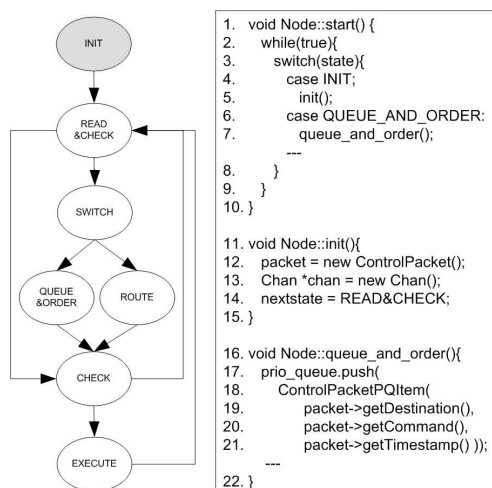 INIT
READ
&CHECK
SWITCH
QUEUE
&ORDER
ROUTE
CHECK
EXECUTE
1. void Node::start() {
2. while(true){
3. switch(state){
4. case INIT;
5. init();
6. case QUEUE_AND_ORDER:
7. queue_and_order();
---
8. }
9. }
10. }
11. void Node::init(){
12. packet = new ControlPacket();
13. Chan *chan = new Chan();
14. nextstate = READ&CHECK;
15. }
16. void Node::queue_and_order(){
17. prio_queue.push(
18. ControlPacketPQItem(
19. packet->getDestination(),
20. packet->getCommand(),
21. packet->getTimestamp() ));
---
22. }